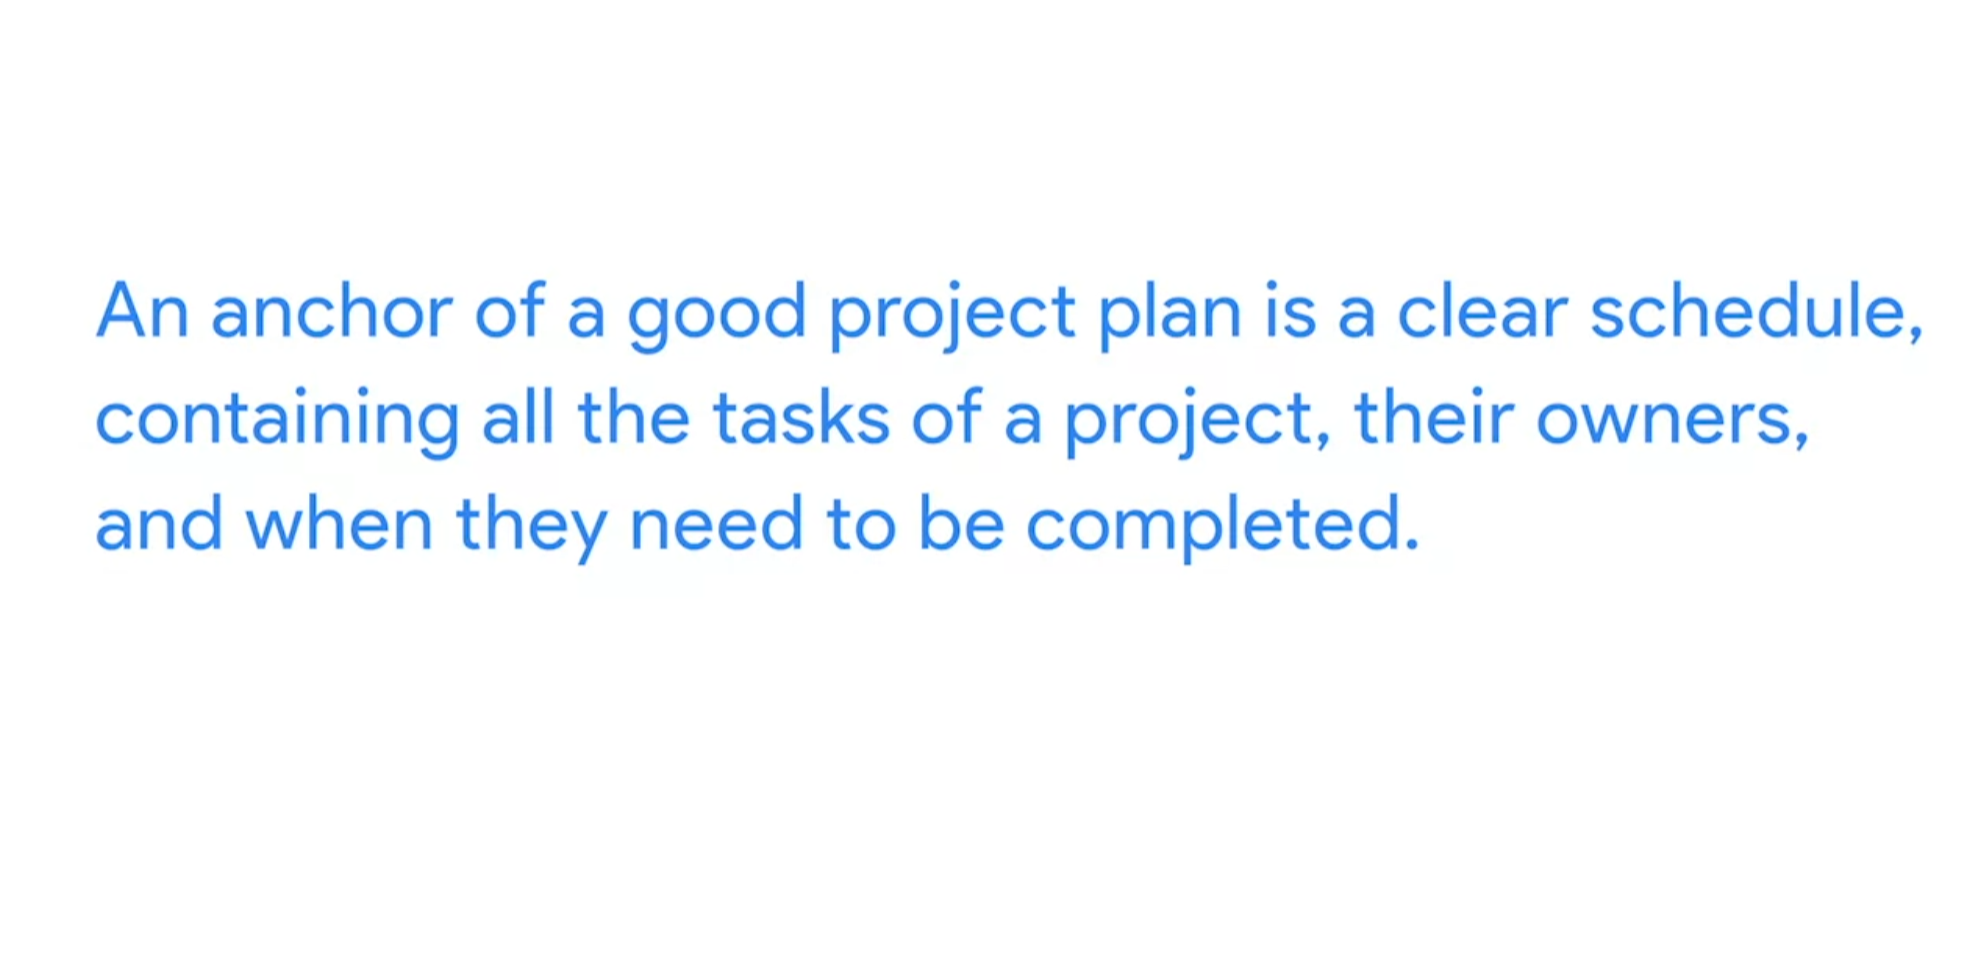 An anchor of a good project plan is a clear schedule,
containing all the tasks of a project, their owners,
and when they need to be completed.